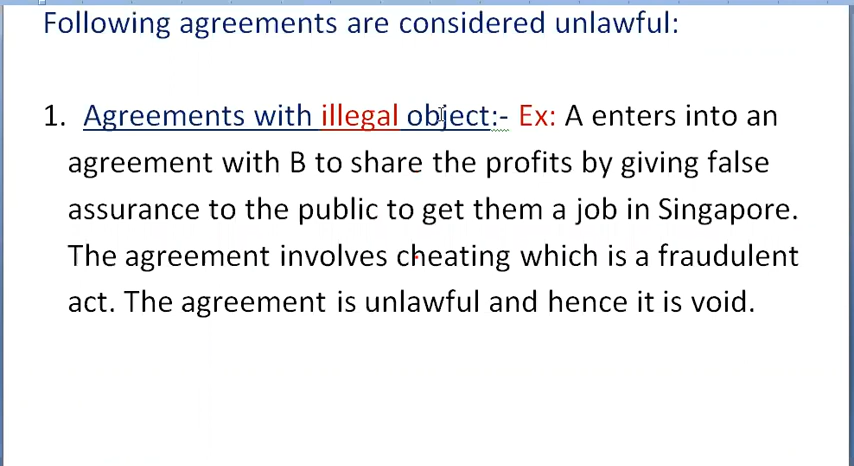 Following agreements are considered unlawful:
1. Agreements with illegal object:- Ex: A enters into an
agreement with B to share the profits by giving false
assurance to the public to get them a job in Singapore.
The agreement involves cheating which is a fraudulent
act. The agreement is unlawful and hence it is void.